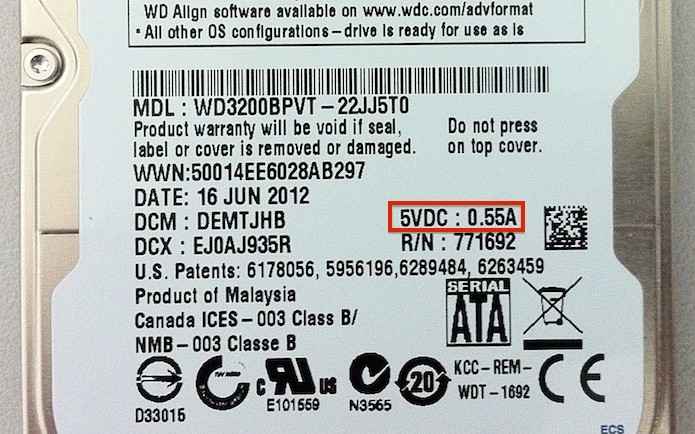 WD Align software available on www.wdc.com/advformat
• All other OS configurations – drive is ready for use as is
MDL : WD3200BPVT – 22JJ5T0
Product warranty will be void if seal, Do not press
label or cover is removed or damaged. on top cover.
WWN:50014EE6028AB297
DATE: 16 JUN 2012
DCM : DEMTJHB 5VDC : 0.55A
DCX : EJ0AJ935R R/N : 771692
U.S. Patents: 6178056, 5956196,6289484, 6263459
Product of Malaysia
Canada ICES – 003 Class B/
NMB – 003 Classe B
SERIAL
ATA
c RU US 20 KCC – REM –
WDT – 1692 CE
D33015 E101559 N3565
ECS